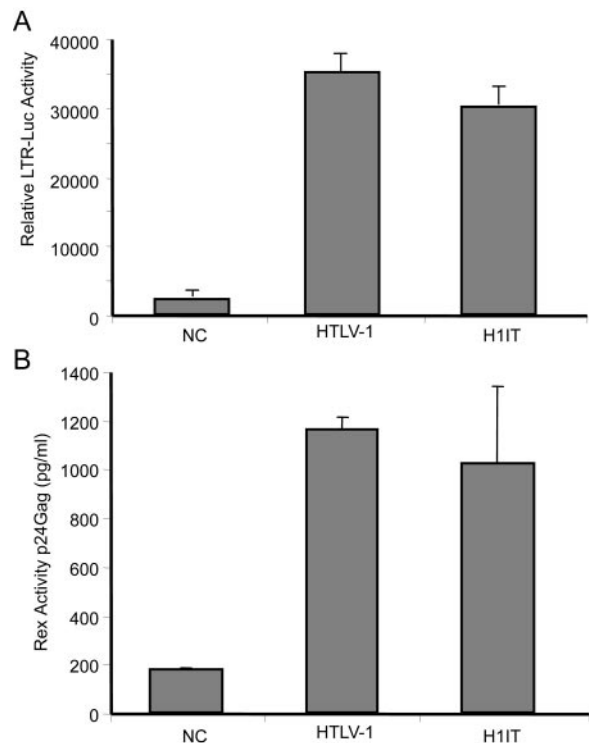 A
Relative LTR-Luc Activity
40000
30000
20000
10000
0
NC
HTLV-1
H1IT
B
Rex Activity p24Gag (pg/ml)
1400
1200
1000
800
600
400
200
0
NC
HTLV-1
H1IT